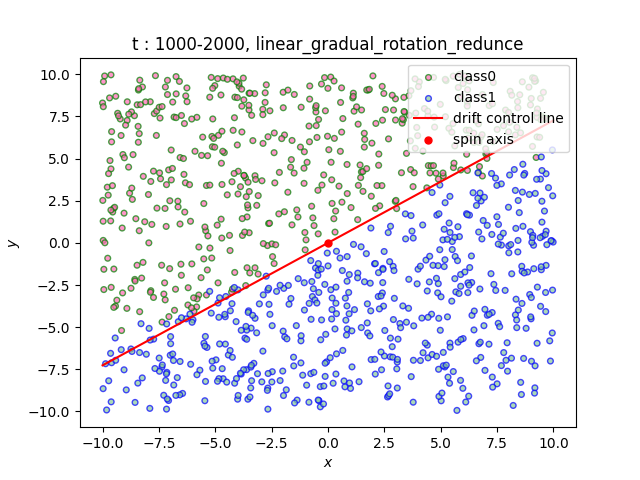 t : 1000-2000, linear_gradual_rotation_redunce
class0
class1
drift control line
spin axis
y
10.0
7.5
5.0
2.5
0.0
−2.5
−5.0
−7.5
−10.0
−10.0 −7.5 −5.0 −2.5 0.0 2.5 5.0 7.5 10.0
x